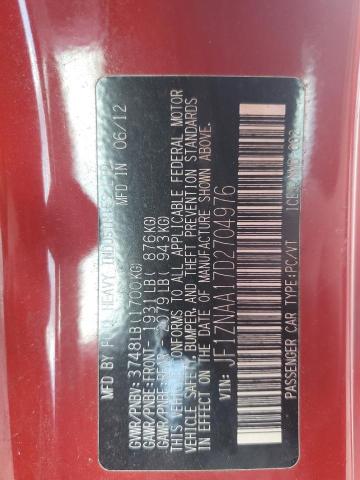 MFD BY FUJI HEAVY INDUSTRIES LTD
MFD IN 06/12
GVWR/PNBV: 3748LB(1700KG)
GAWR/PNBE:FRONT- 1931LB( 876KG)
GAWR/PNBE:REAR- 2079LB( 943KG)
THIS VEHICLE CONFORMS TO ALL APPLICABLE FEDERAL MOTOR
VEHICLE SAFETY, BUMPER, AND THEFT PREVENTION STANDARDS
IN EFFECT ON THE DATE OF MANUFACTURE SHOWN ABOVE.
VIN: JF1ZNAA17D2704976
PASSENGER CAR/VEHICULE TYPE:PC/VT